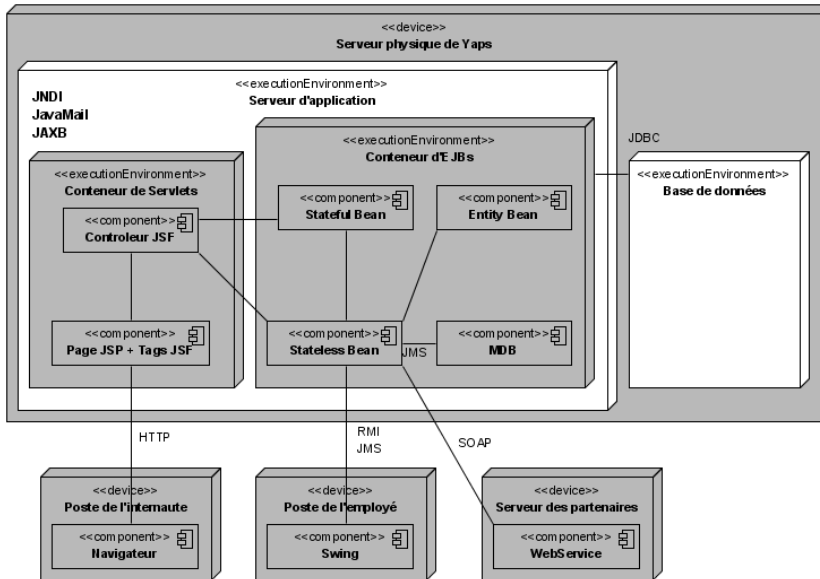 <<device>>
Serveur physique de Yaps
<<executionEnvironment>>
Serveur d'application
JNDI
JavaMail
JAXB
<<executionEnvironment>>
Conteneur d'EJBs
JDBC
<<executionEnvironment>>
Conteneur de Servlets
<<executionEnvironment>>
Base de données
<<component>>
Controleur JSF
<<component>>
Stateful Bean
<<component>>
Entity Bean
<<component>>
Page JSP + Tags JSF
<<component>>
Stateless Bean
JMS
<<component>>
MDB
HTTP
RMI
JMS
SOAP
<<device>>
Poste de l'internaute
<<component>>
Navigateur
<<device>>
Poste de l'employé
<<component>>
Swing
<<device>>
Serveur des partenaires
<<component>>
WebService